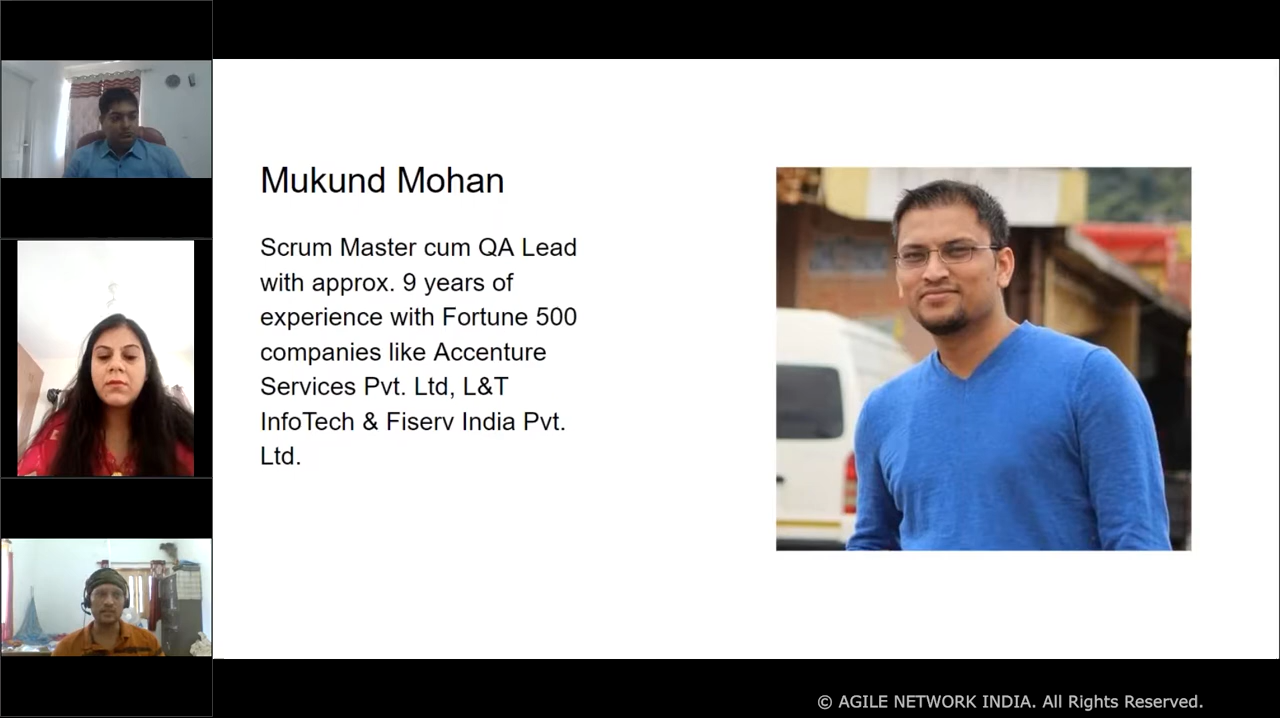 Mukund Mohan
Scrum Master cum QA Lead
with approx. 9 years of
experience with Fortune 500
companies like Accenture
Services Pvt. Ltd, L&T
InfoTech & Fiserv India Pvt.
Ltd.
© AGILE NETWORK INDIA. All Rights Reserved.